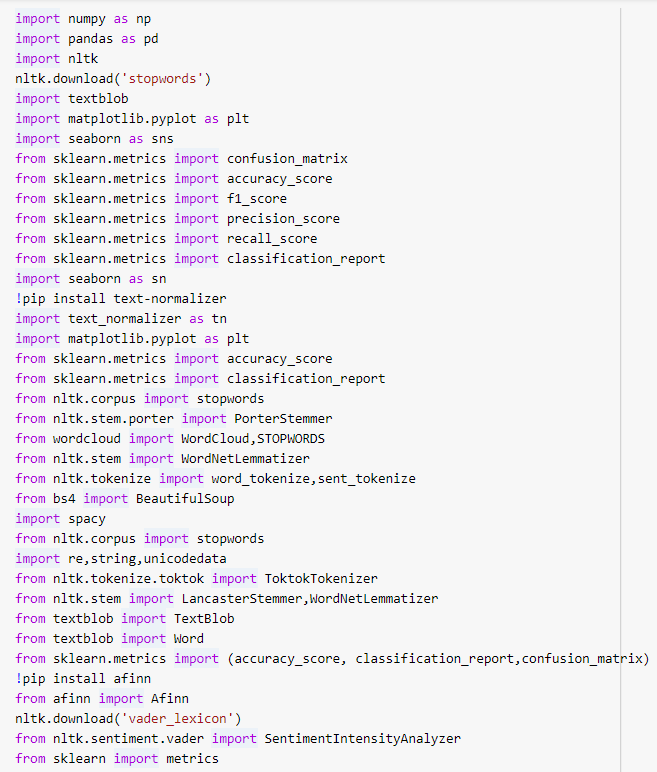 import numpy as np
import pandas as pd
import nltk
nltk.download('stopwords')
import textblob
import matplotlib.pyplot as plt
import seaborn as sns
from sklearn.metrics import confusion_matrix
from sklearn.metrics import accuracy_score
from sklearn.metrics import f1_score
from sklearn.metrics import precision_score
from sklearn.metrics import recall_score
from sklearn.metrics import classification_report
import seaborn as sn
!pip install text-normalizer
import text_normalizer as tn
import matplotlib.pyplot as plt
from sklearn.metrics import accuracy_score
from sklearn.metrics import classification_report
from nltk.corpus import stopwords
from nltk.stem.porter import PorterStemmer
from wordcloud import WordCloud,STOPWORDS
from nltk.stem import WordNetLemmatizer
from nltk.tokenize import word_tokenize,sent_tokenize
from bs4 import BeautifulSoup
import spacy
from nltk.corpus import stopwords
import re,string,unicodedata
from nltk.tokenize.toktok import ToktokTokenizer
from nltk.stem import LancasterStemmer,WordNetLemmatizer
from textblob import TextBlob
from textblob import Word
from sklearn.metrics import (accuracy_score, classification_report,confusion_matrix)
!pip install afinn
from afinn import Afinn
nltk.download('vader_lexicon')
from nltk.sentiment.vader import SentimentIntensityAnalyzer
from sklearn import metrics